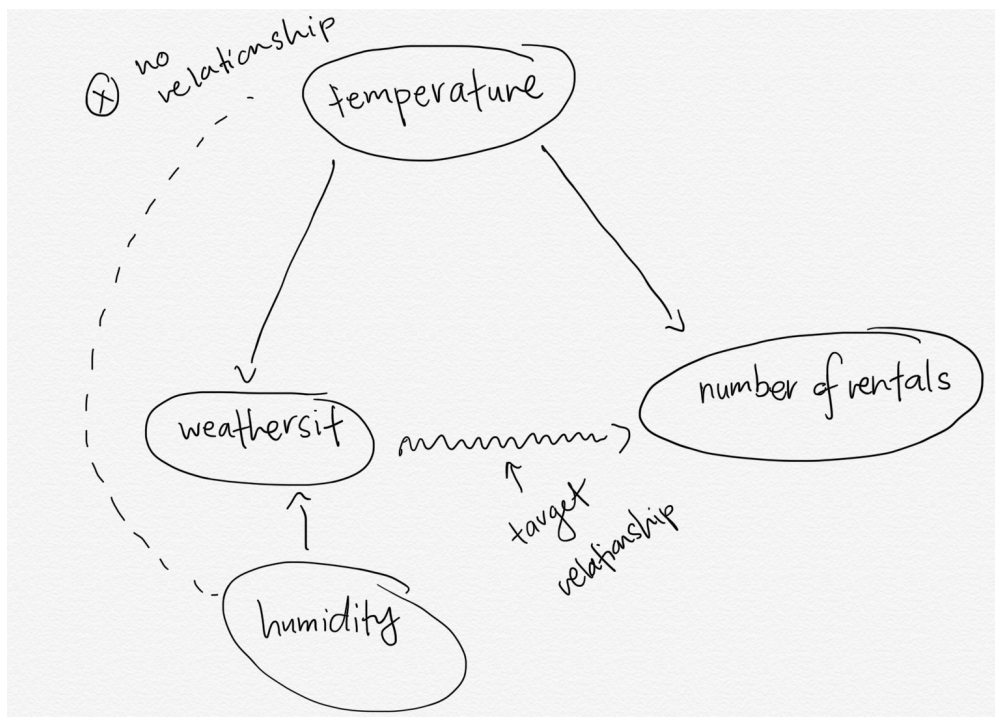 no
relationship
temperature
number of rentals
weathersit
target
relationship
humidity